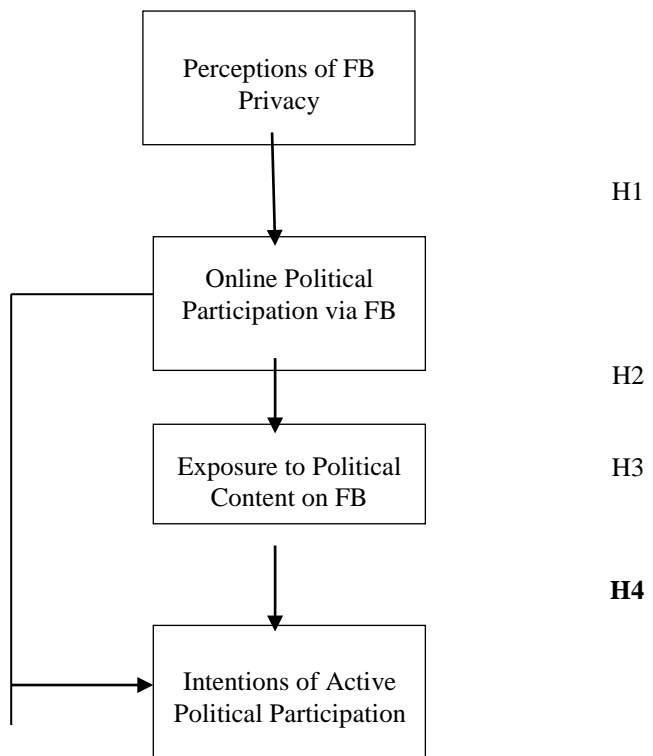 Perceptions of FB
Privacy
H1
Online Political
Participation via FB
H2
Exposure to Political
Content on FB
H3
H4
Intentions of Active
Political Participation